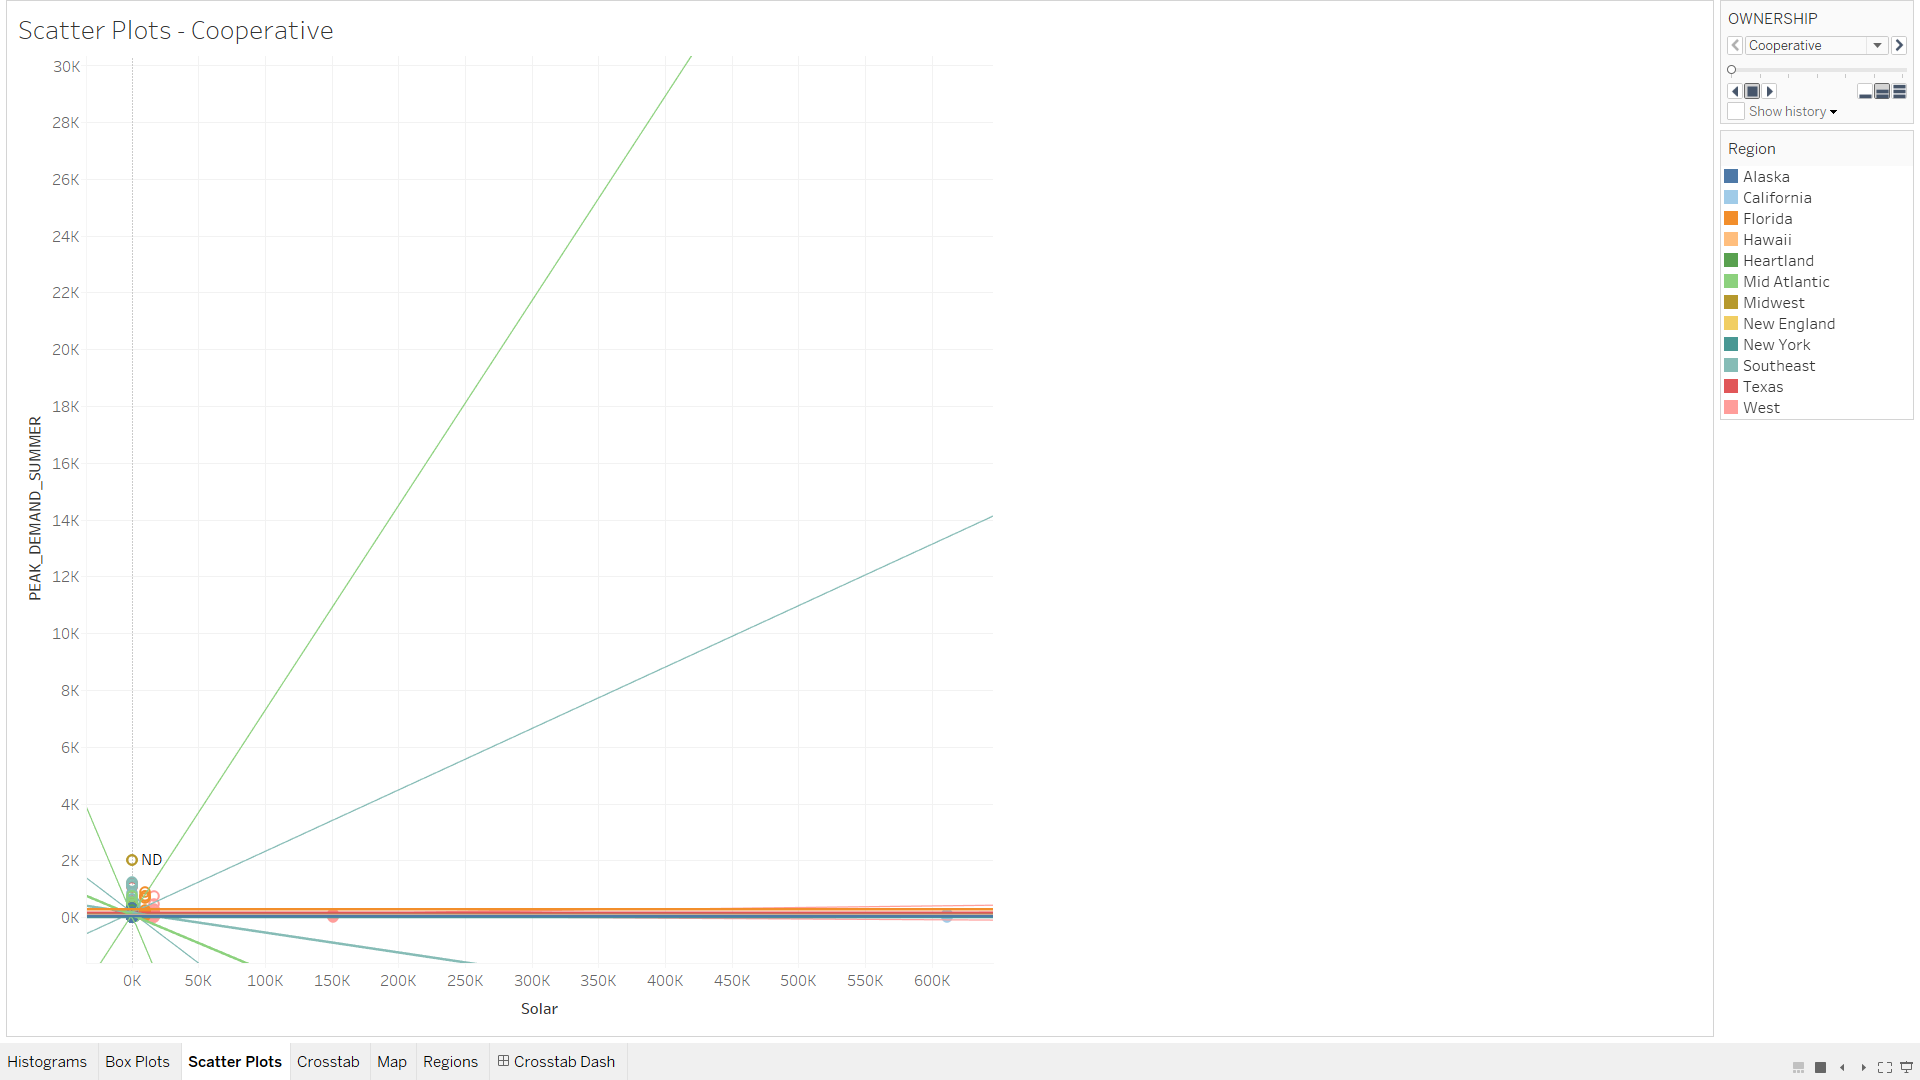 Scatter Plots - Cooperative
30K
28K
26K
24K
22K
20K
18K
16K
14K
12K
10K
8K
6K
4K
2K
0K
PEAK_DEMAND_SUMMER
ND
0K 50K 100K 150K 200K 250K 300K 350K 400K 450K 500K 550K 600K
Solar
OWNERSHIP
Cooperative
Show history
Region
Alaska
California
Florida
Hawaii
Heartland
Mid Atlantic
Midwest
New England
New York
Southeast
Texas
West
Histograms Box Plots Scatter Plots Crosstab Map Regions Crosstab Dash